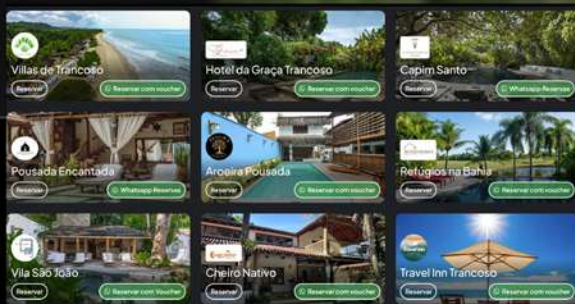 Villas de Trancoso
Reservar
Reservar com voucher
Hotel da Graça Trancoso
Reservar
Reservar com voucher
Capim Santo
Reservar
Whatsapp Reservas
Pousada Encantada
Reservar
Whatsapp Reservas
Aroeira Pousada
Reservar
Reservar com voucher
Refúgios na Bahia
Reservar
Reservar com voucher
Vila São João
Reservar
Reservar com Voucher
Cheiro Nativo
Reservar
Reservar com voucher
Travel Inn Trancoso
Reservar
Reservar com voucher